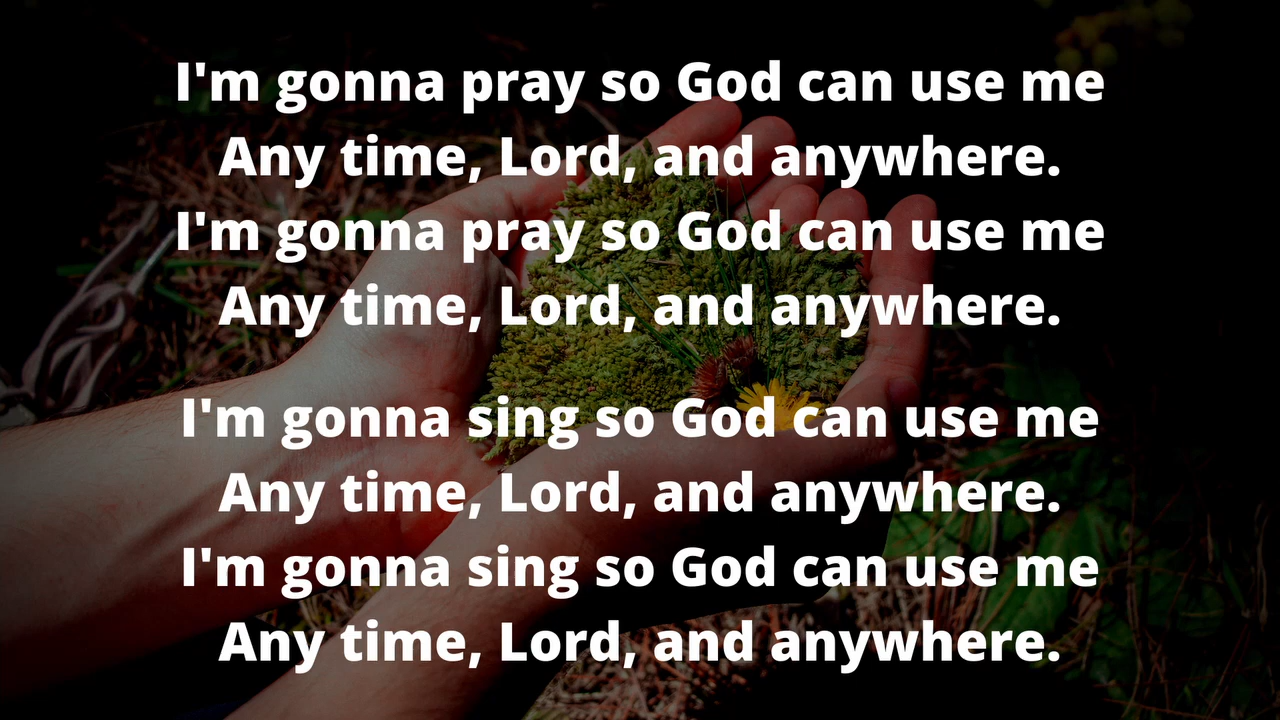 I'm gonna pray so God can use me
Any time, Lord, and anywhere.
I'm gonna pray so God can use me
Any time, Lord, and anywhere.
I'm gonna sing so God can use me
Any time, Lord, and anywhere.
I'm gonna sing so God can use me
Any time, Lord, and anywhere.